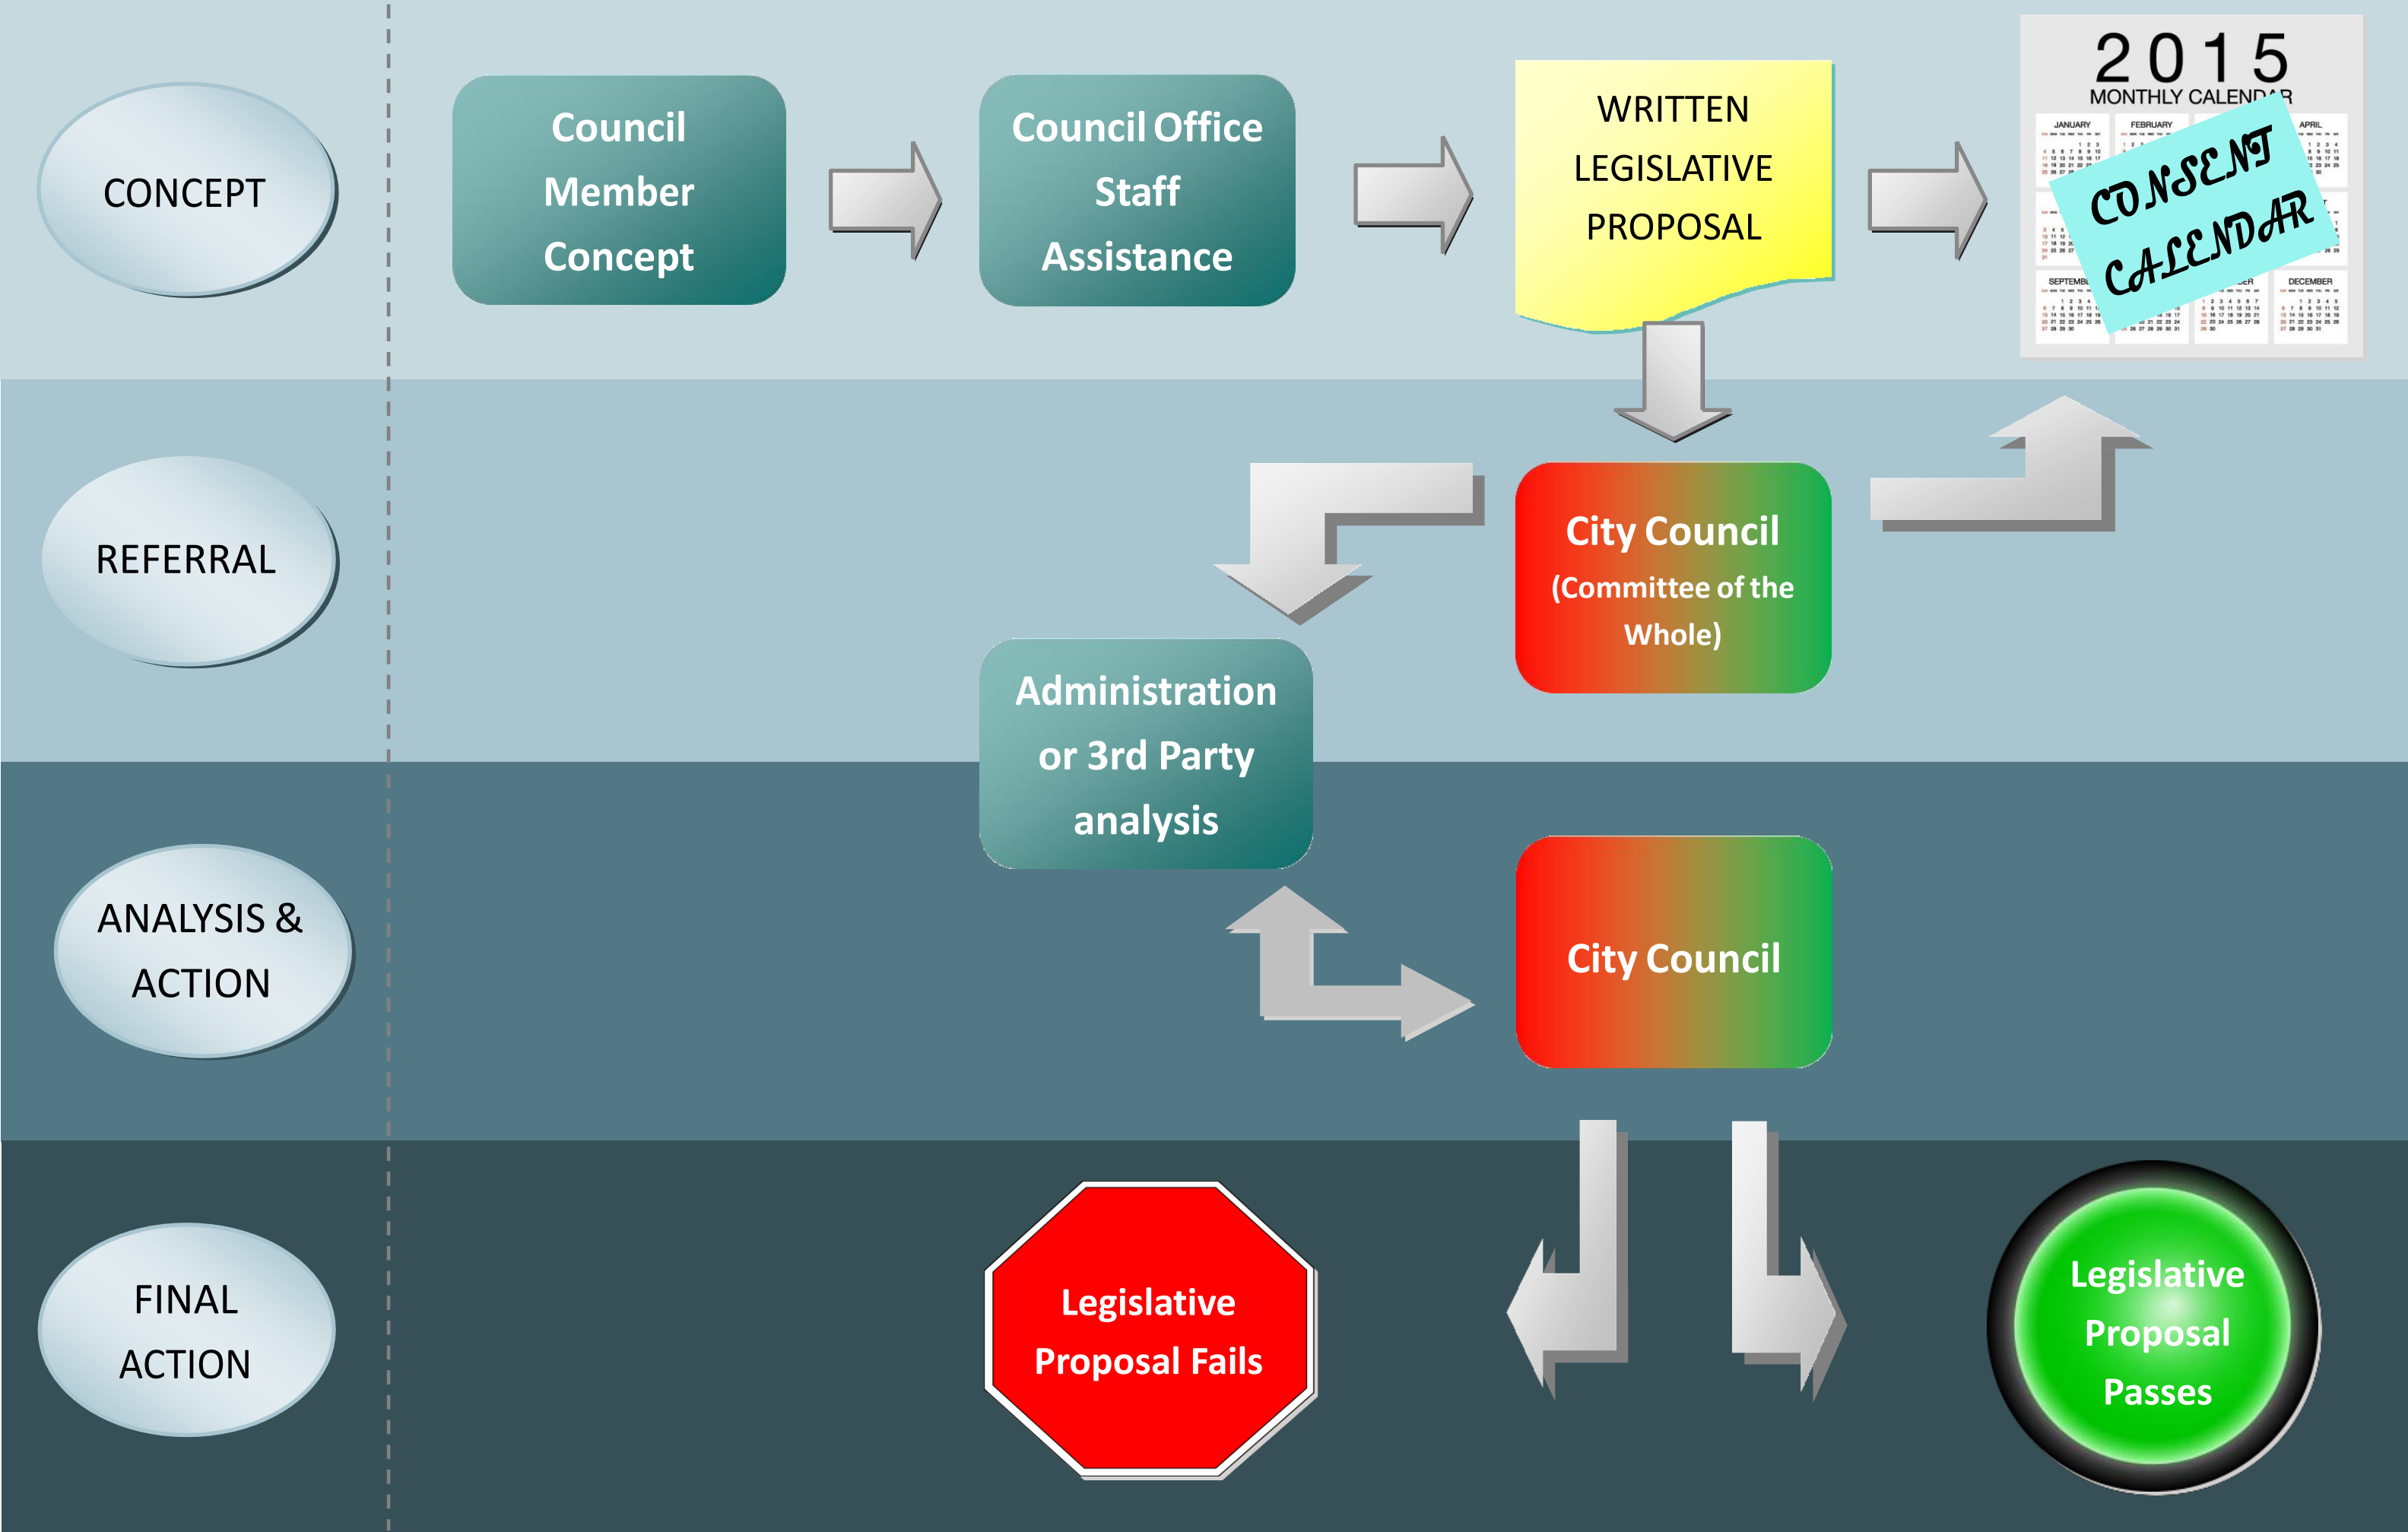 CONCEPT
Council
Member
Concept
Council Office
Staff
Assistance
WRITTEN
LEGISLATIVE
PROPOSAL
2015
MONTHLY CALENDAR
JANUARY
FEBRUARY
APRIL
DECEMBER
CONSENT
CALENDAR
REFERRAL
City Council
(Committee of the
Whole)
Administration
or 3rd Party
analysis
ANALYSIS &
ACTION
City Council
FINAL
ACTION
Legislative
Proposal Fails
Legislative
Proposal
Passes